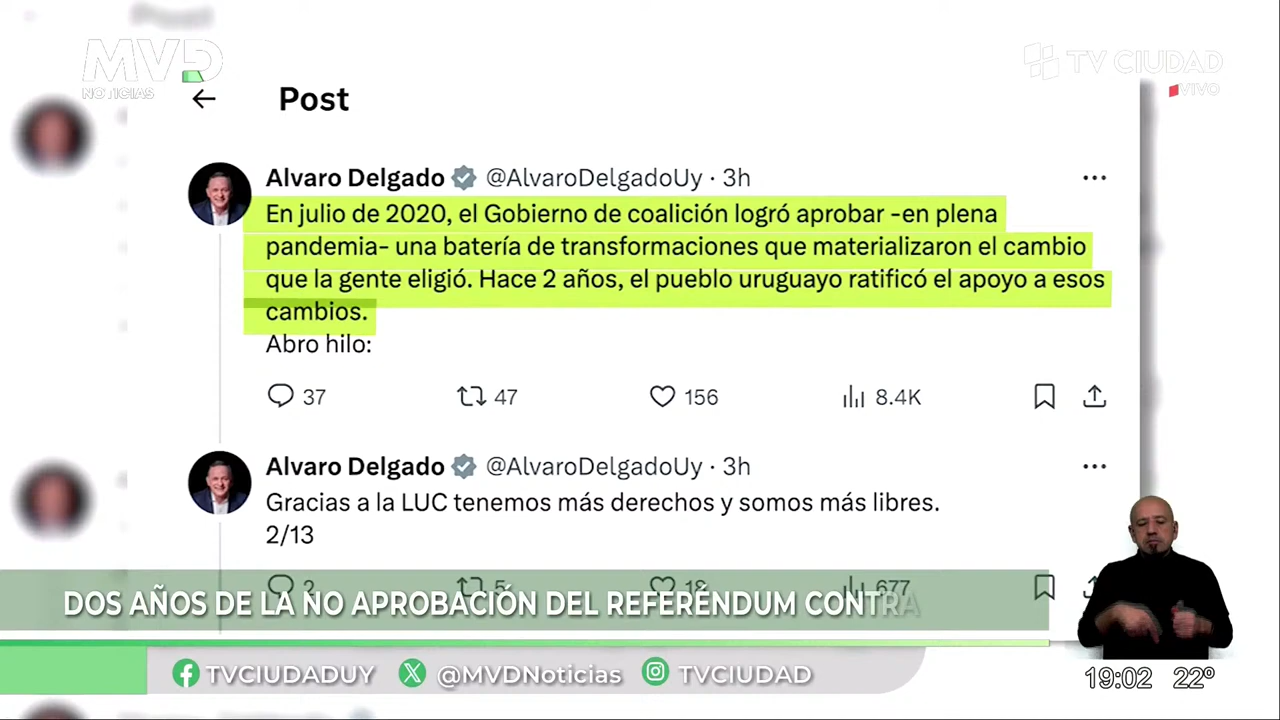 MVD
NOTICIAS
TV CIUDAD
VIVO
Post
Alvaro Delgado @AlvaroDelgadoUy · 3h
En julio de 2020, el Gobierno de coalición logró aprobar -en plena
pandemia- una batería de transformaciones que materializaron el cambio
que la gente eligió. Hace 2 años, el pueblo uruguayo ratificó el apoyo a esos
cambios.
Abro hilo:
37 47 156 8.4K
Alvaro Delgado @AlvaroDelgadoUy · 3h
Gracias a la LUC tenemos más derechos y somos más libres.
2/13
2 5 18 677
DOS AÑOS DE LA NO APROBACIÓN DEL REFERÉNDUM CONTRA
TVCIUDADUY @MVDNoticias TVCIUDAD
19:02 22º